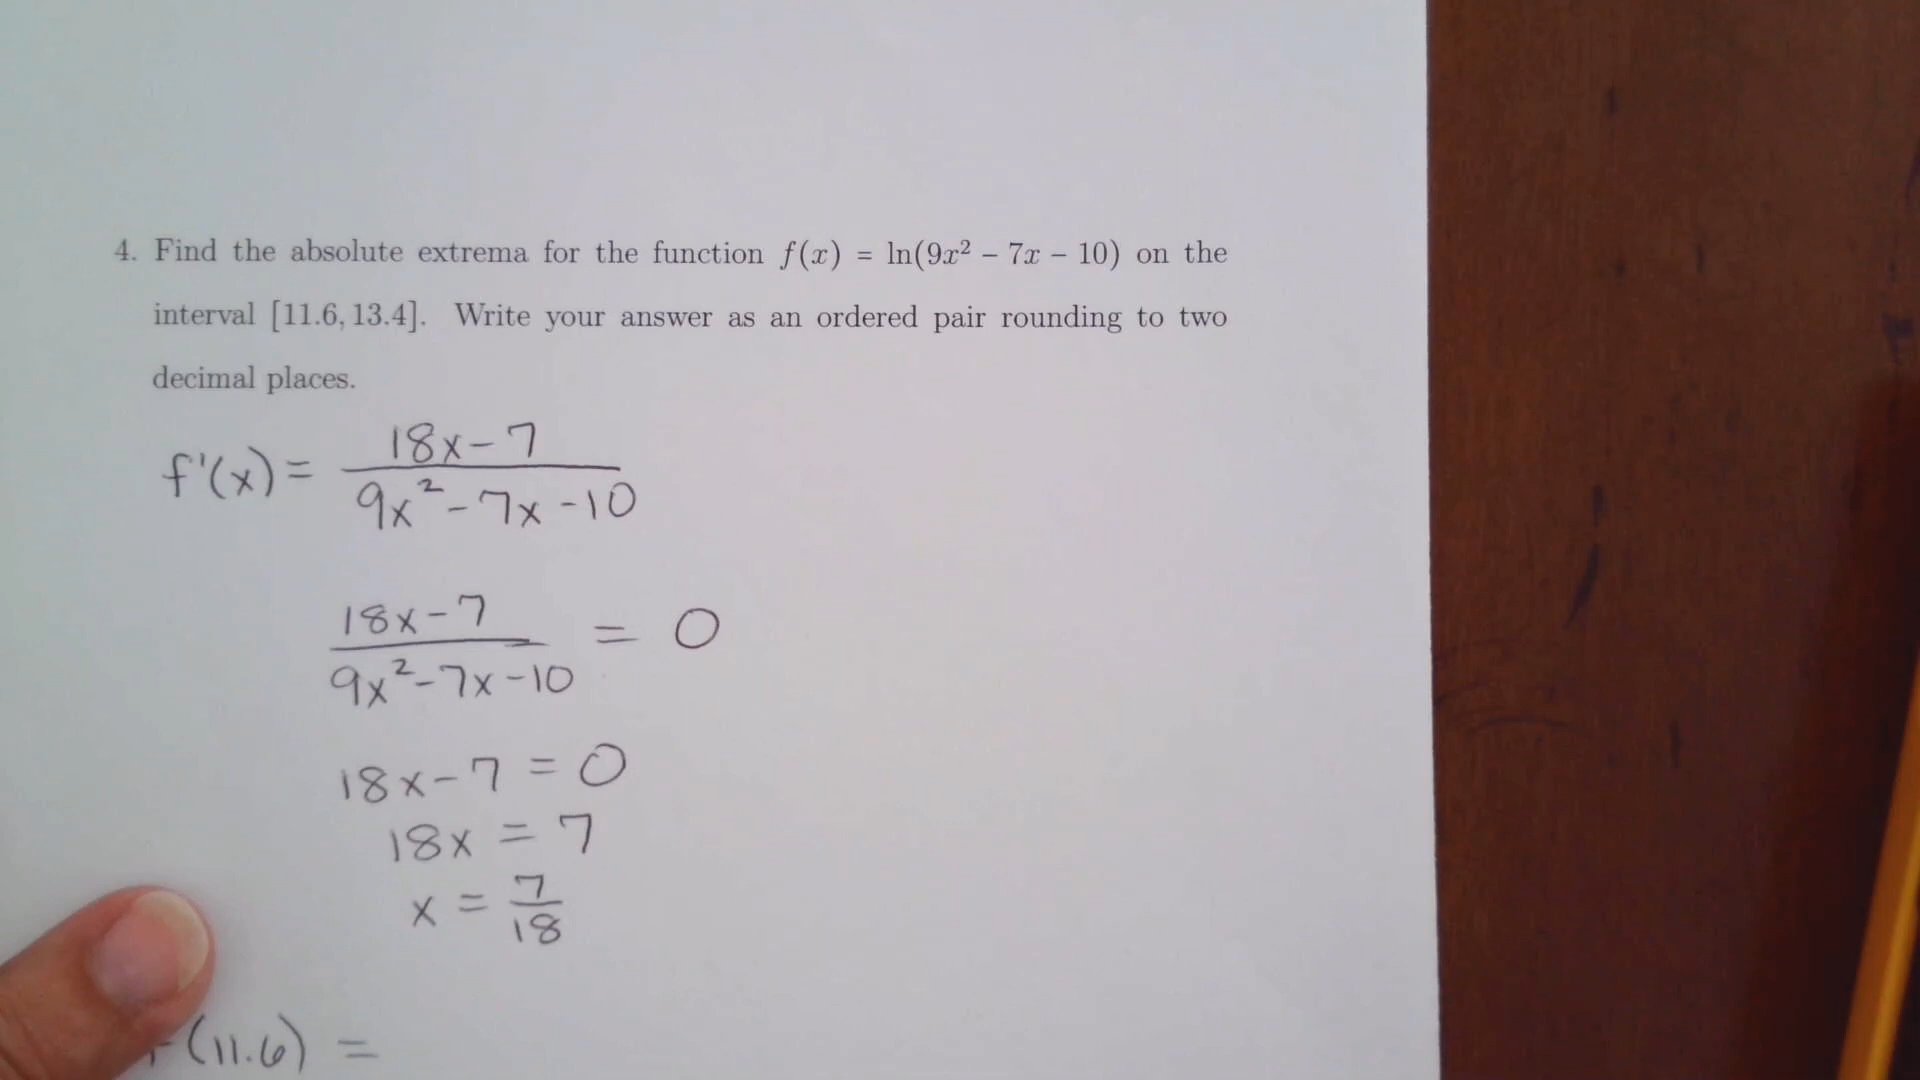 4. Find the absolute extrema for the function f(x) = ln(9x² − 7x − 10) on the
interval [11.6, 13.4]. Write your answer as an ordered pair rounding to two
decimal places.
f'(x) = (18x − 7)/(9x² − 7x − 10)
(18x − 7)/(9x² − 7x − 10) = 0
18x − 7 = 0
18x = 7
x = 7/18
(11.6) =